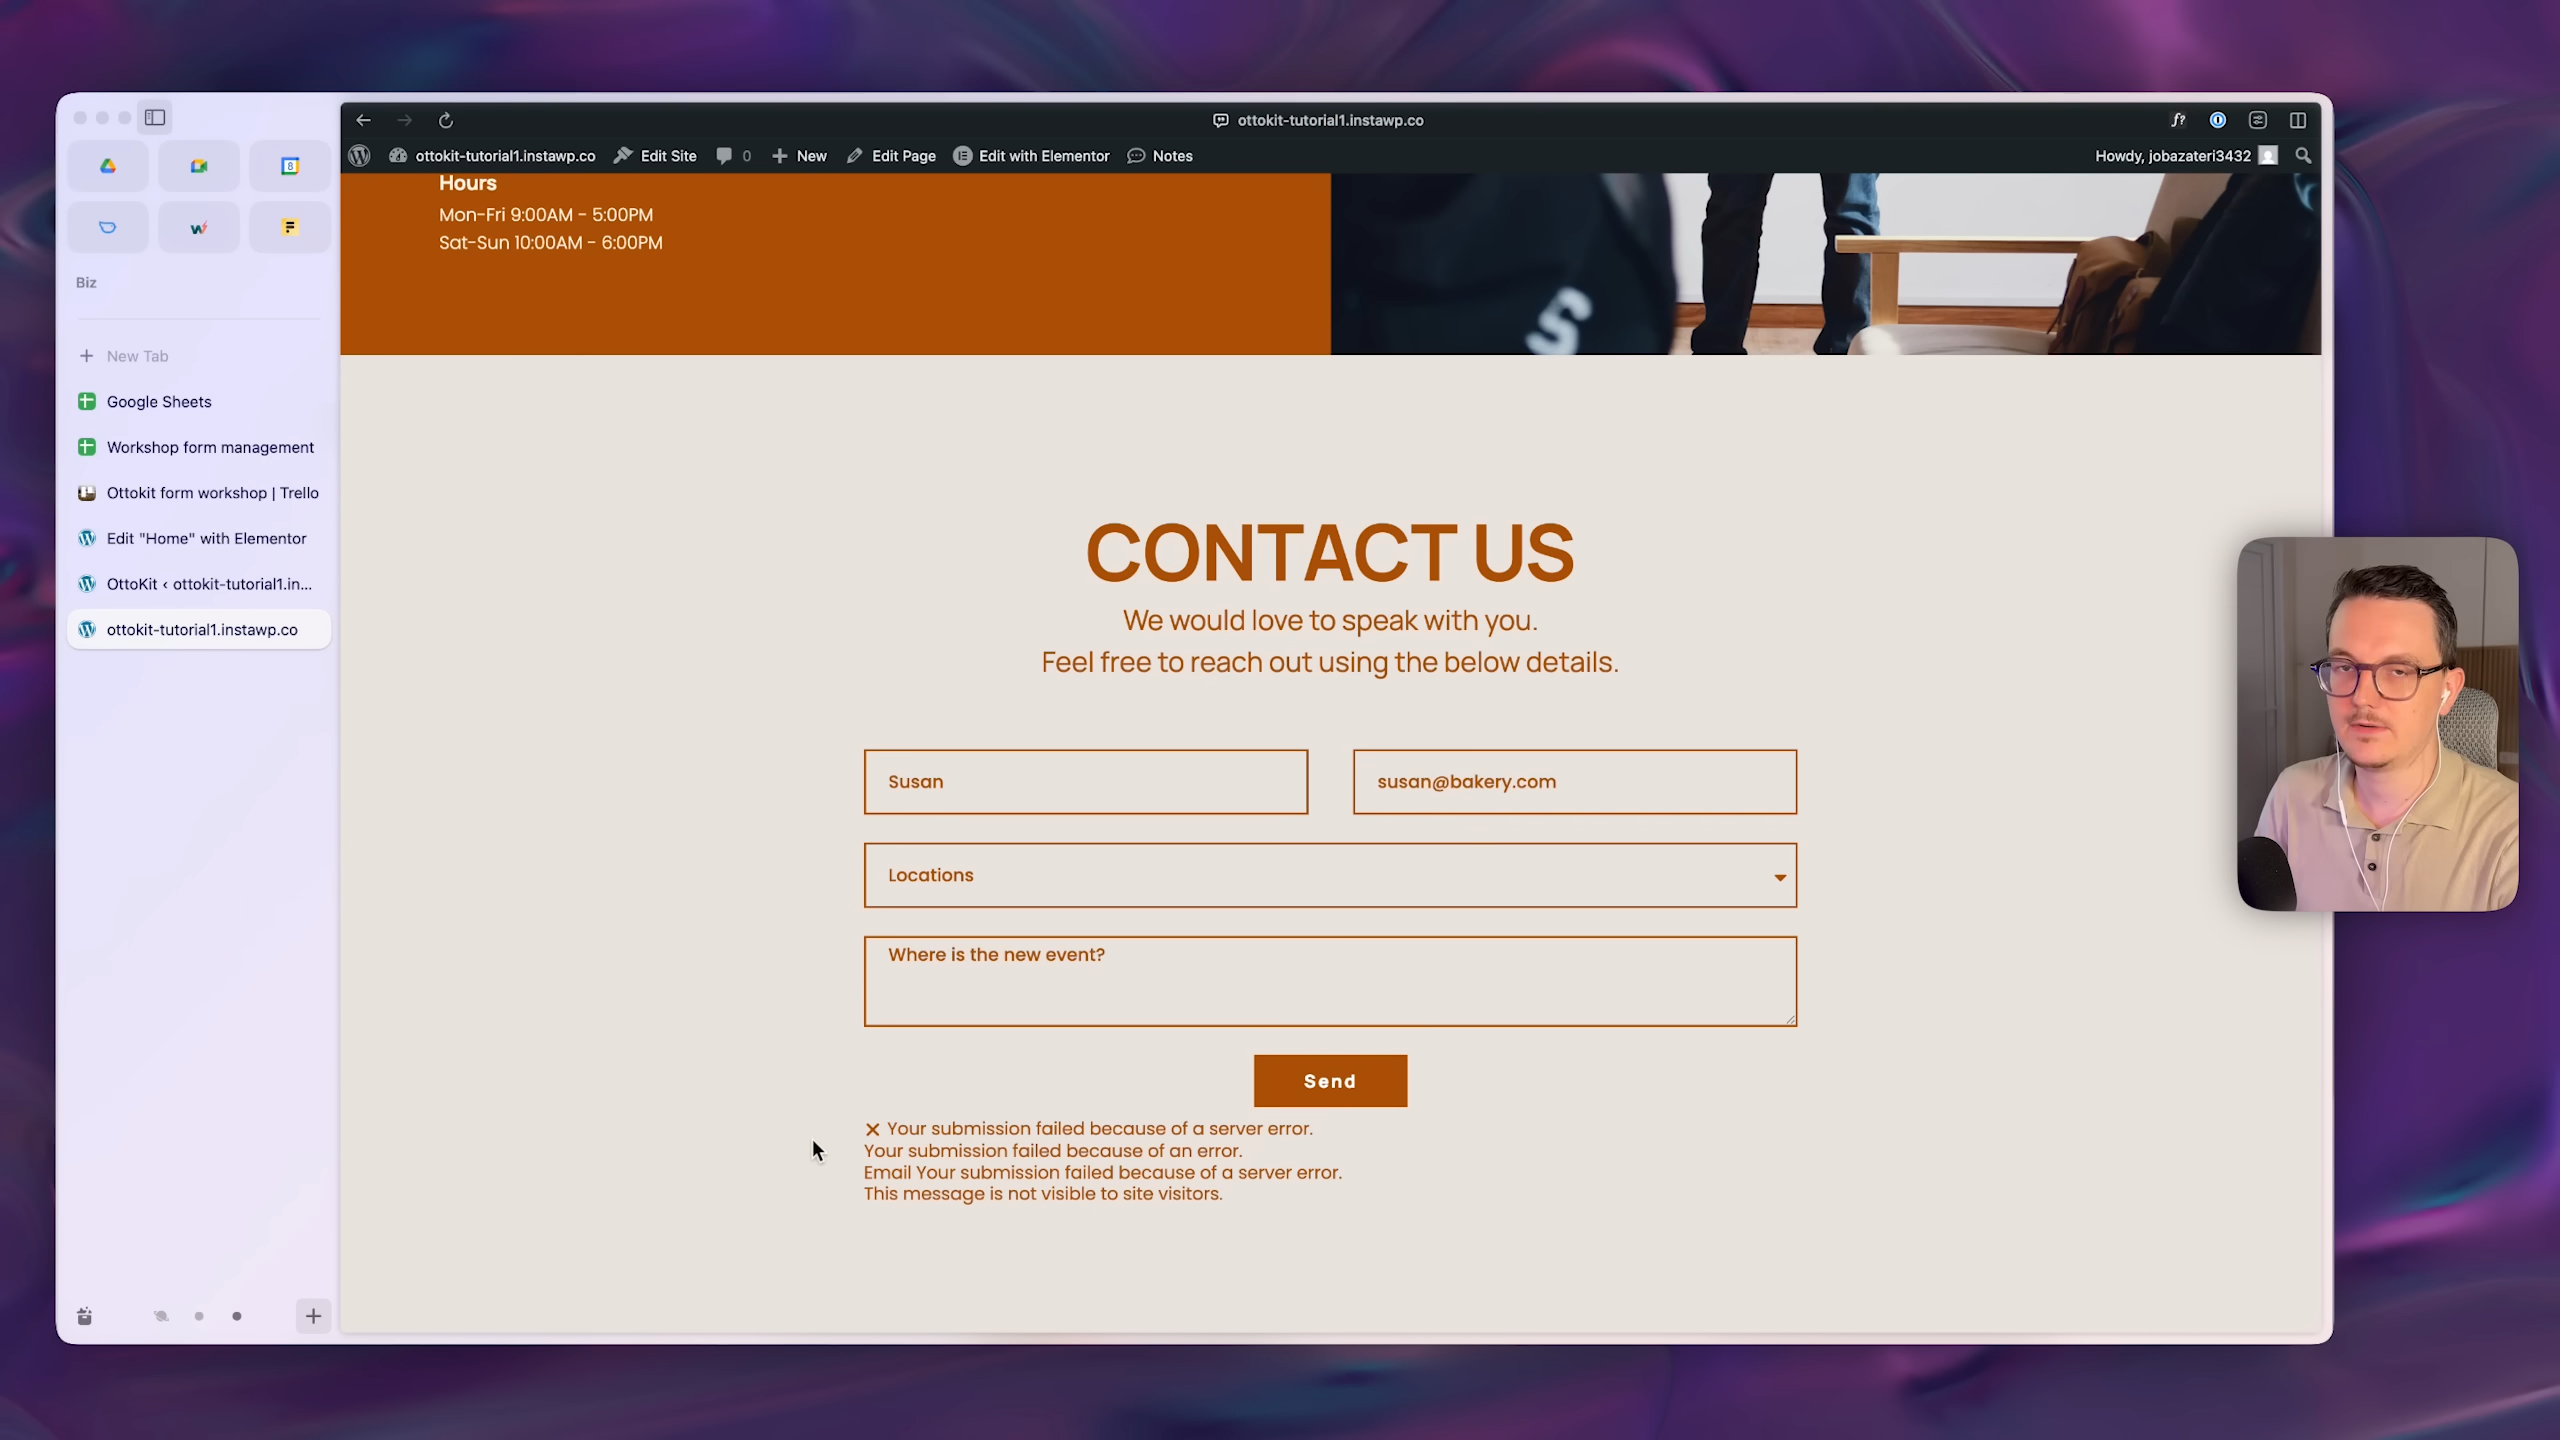 ottokit-tutorial1.instawp.co
f?
ottokit-tutorial1.instawp.co
Edit Site
0
New
Edit Page
Edit with Elementor
Notes
Howdy, jobazateri3432
8
Biz
New Tab
Google Sheets
Workshop form management
Ottokit form workshop | Trello
Edit "Home" with Elementor
OttoKit ‹ ottokit-tutorial1.in...
ottokit-tutorial1.instawp.co
Hours
Mon-Fri 9:00AM - 5:00PM
Sat-Sun 10:00AM - 6:00PM
S
CONTACT US
We would love to speak with you.
Feel free to reach out using the below details.
Susan
susan@bakery.com
Locations
Where is the new event?
Send
Your submission failed because of a server error.
Your submission failed because of an error.
Email Your submission failed because of a server error.
This message is not visible to site visitors.